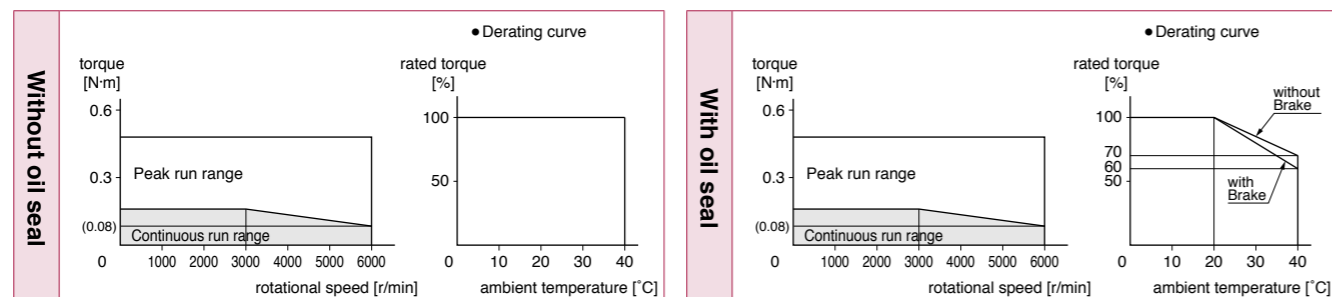 Without oil seal
● Derating curve
torque
[N·m]
0.6
0.3
(0.08)
0
Peak run range
Continuous run range
1000 2000 3000 4000 5000 6000
rotational speed [r/min]
rated torque
[%]
100
50
0 10 20 30 40
ambient temperature [˚C]
With oil seal
● Derating curve
torque
[N·m]
0.6
0.3
(0.08)
0
Peak run range
Continuous run range
1000 2000 3000 4000 5000 6000
rotational speed [r/min]
rated torque
[%]
100
70
60
50
without
Brake
with
Brake
0 10 20 30 40
ambient temperature [˚C]